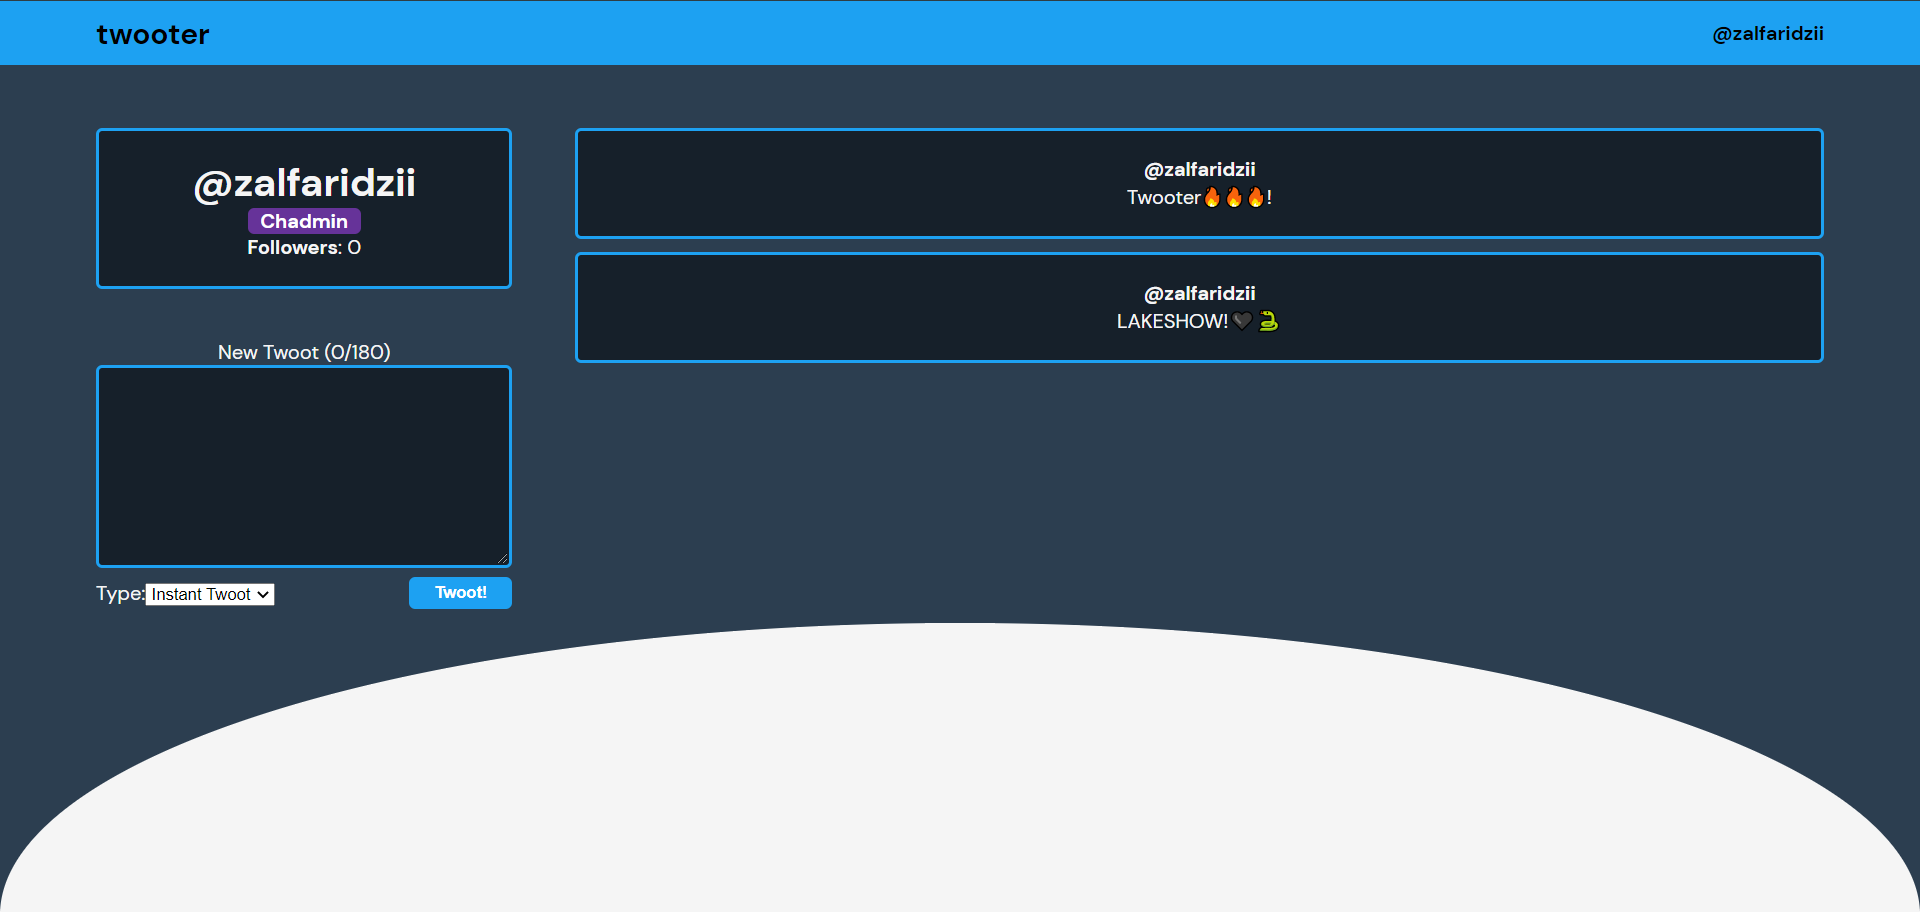 twooter
@zalfaridzii
@zalfaridzii
Chadmin
Followers: 0
New Twoot (0/180)
Type: Instant Twoot
Twoot!
@zalfaridzii
Twooter🔥🔥🔥!
@zalfaridzii
LAKESHOW!🖤🐍